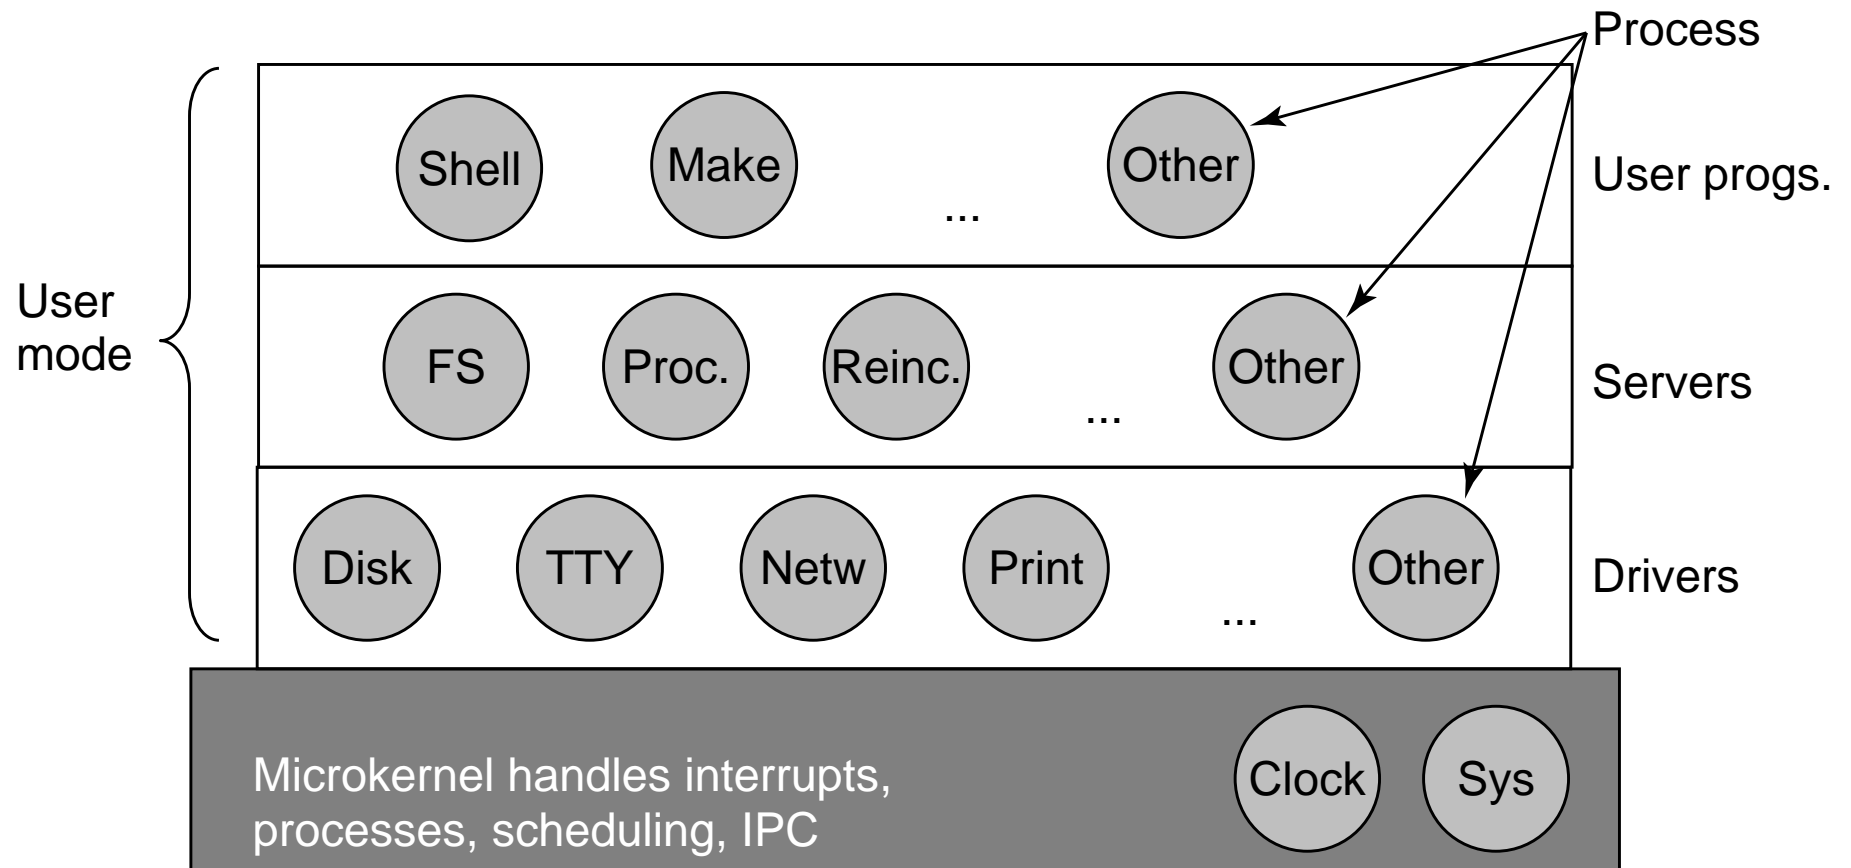 Process
Shell
Make
...
Other
User progs.
User
mode
FS
Proc.
Reinc.
...
Other
Servers
Disk
TTY
Netw
Print
...
Other
Drivers
Microkernel handles interrupts,
processes, scheduling, IPC
Clock
Sys